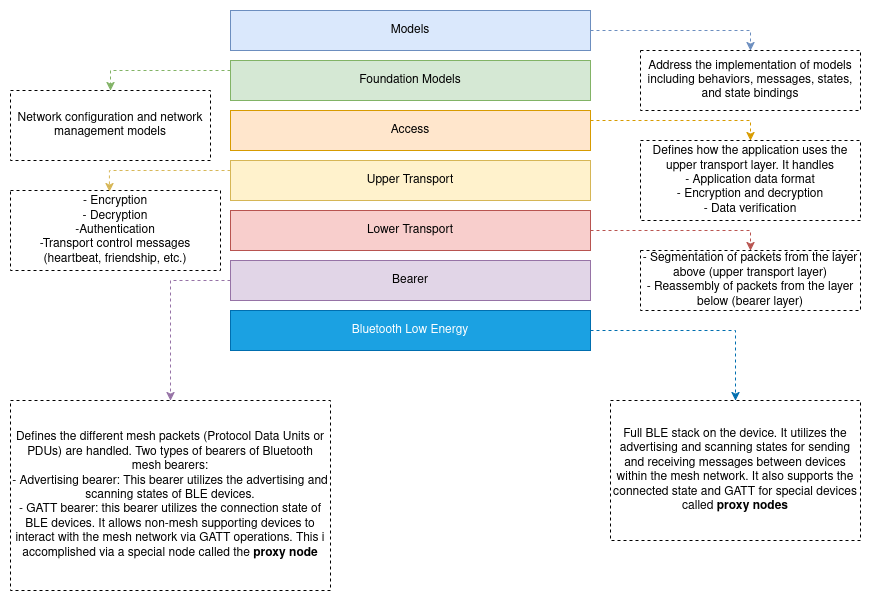 Models
Foundation Models
Access
Upper Transport
Lower Transport
Bearer
Bluetooth Low Energy
Address the implementation of models
including behaviors, messages, states,
and state bindings
Network configuration and network
management models
Defines how the application uses the
upper transport layer. It handles
- Application data format
- Encryption and decryption
- Data verification
- Encryption
- Decryption
-Authentication
-Transport control messages
(heartbeat, friendship, etc.)
- Segmentation of packets from the layer
above (upper transport layer)
- Reassembly of packets from the layer
below (bearer layer)
Defines the different mesh packets (Protocol Data Units or
PDUs) are handled. Two types of bearers of Bluetooth
mesh bearers:
- Advertising bearer: This bearer utilizes the advertising and
scanning states of BLE devices.
- GATT bearer: this bearer utilizes the connection state of
BLE devices. It allows non-mesh supporting devices to
interact with the mesh network via GATT operations. This i
accomplished via a special node called the proxy node
Full BLE stack on the device. It utilizes the
advertising and scanning states for sending
and receiving messages between devices
within the mesh network. It also supports the
connected state and GATT for special devices
called proxy nodes